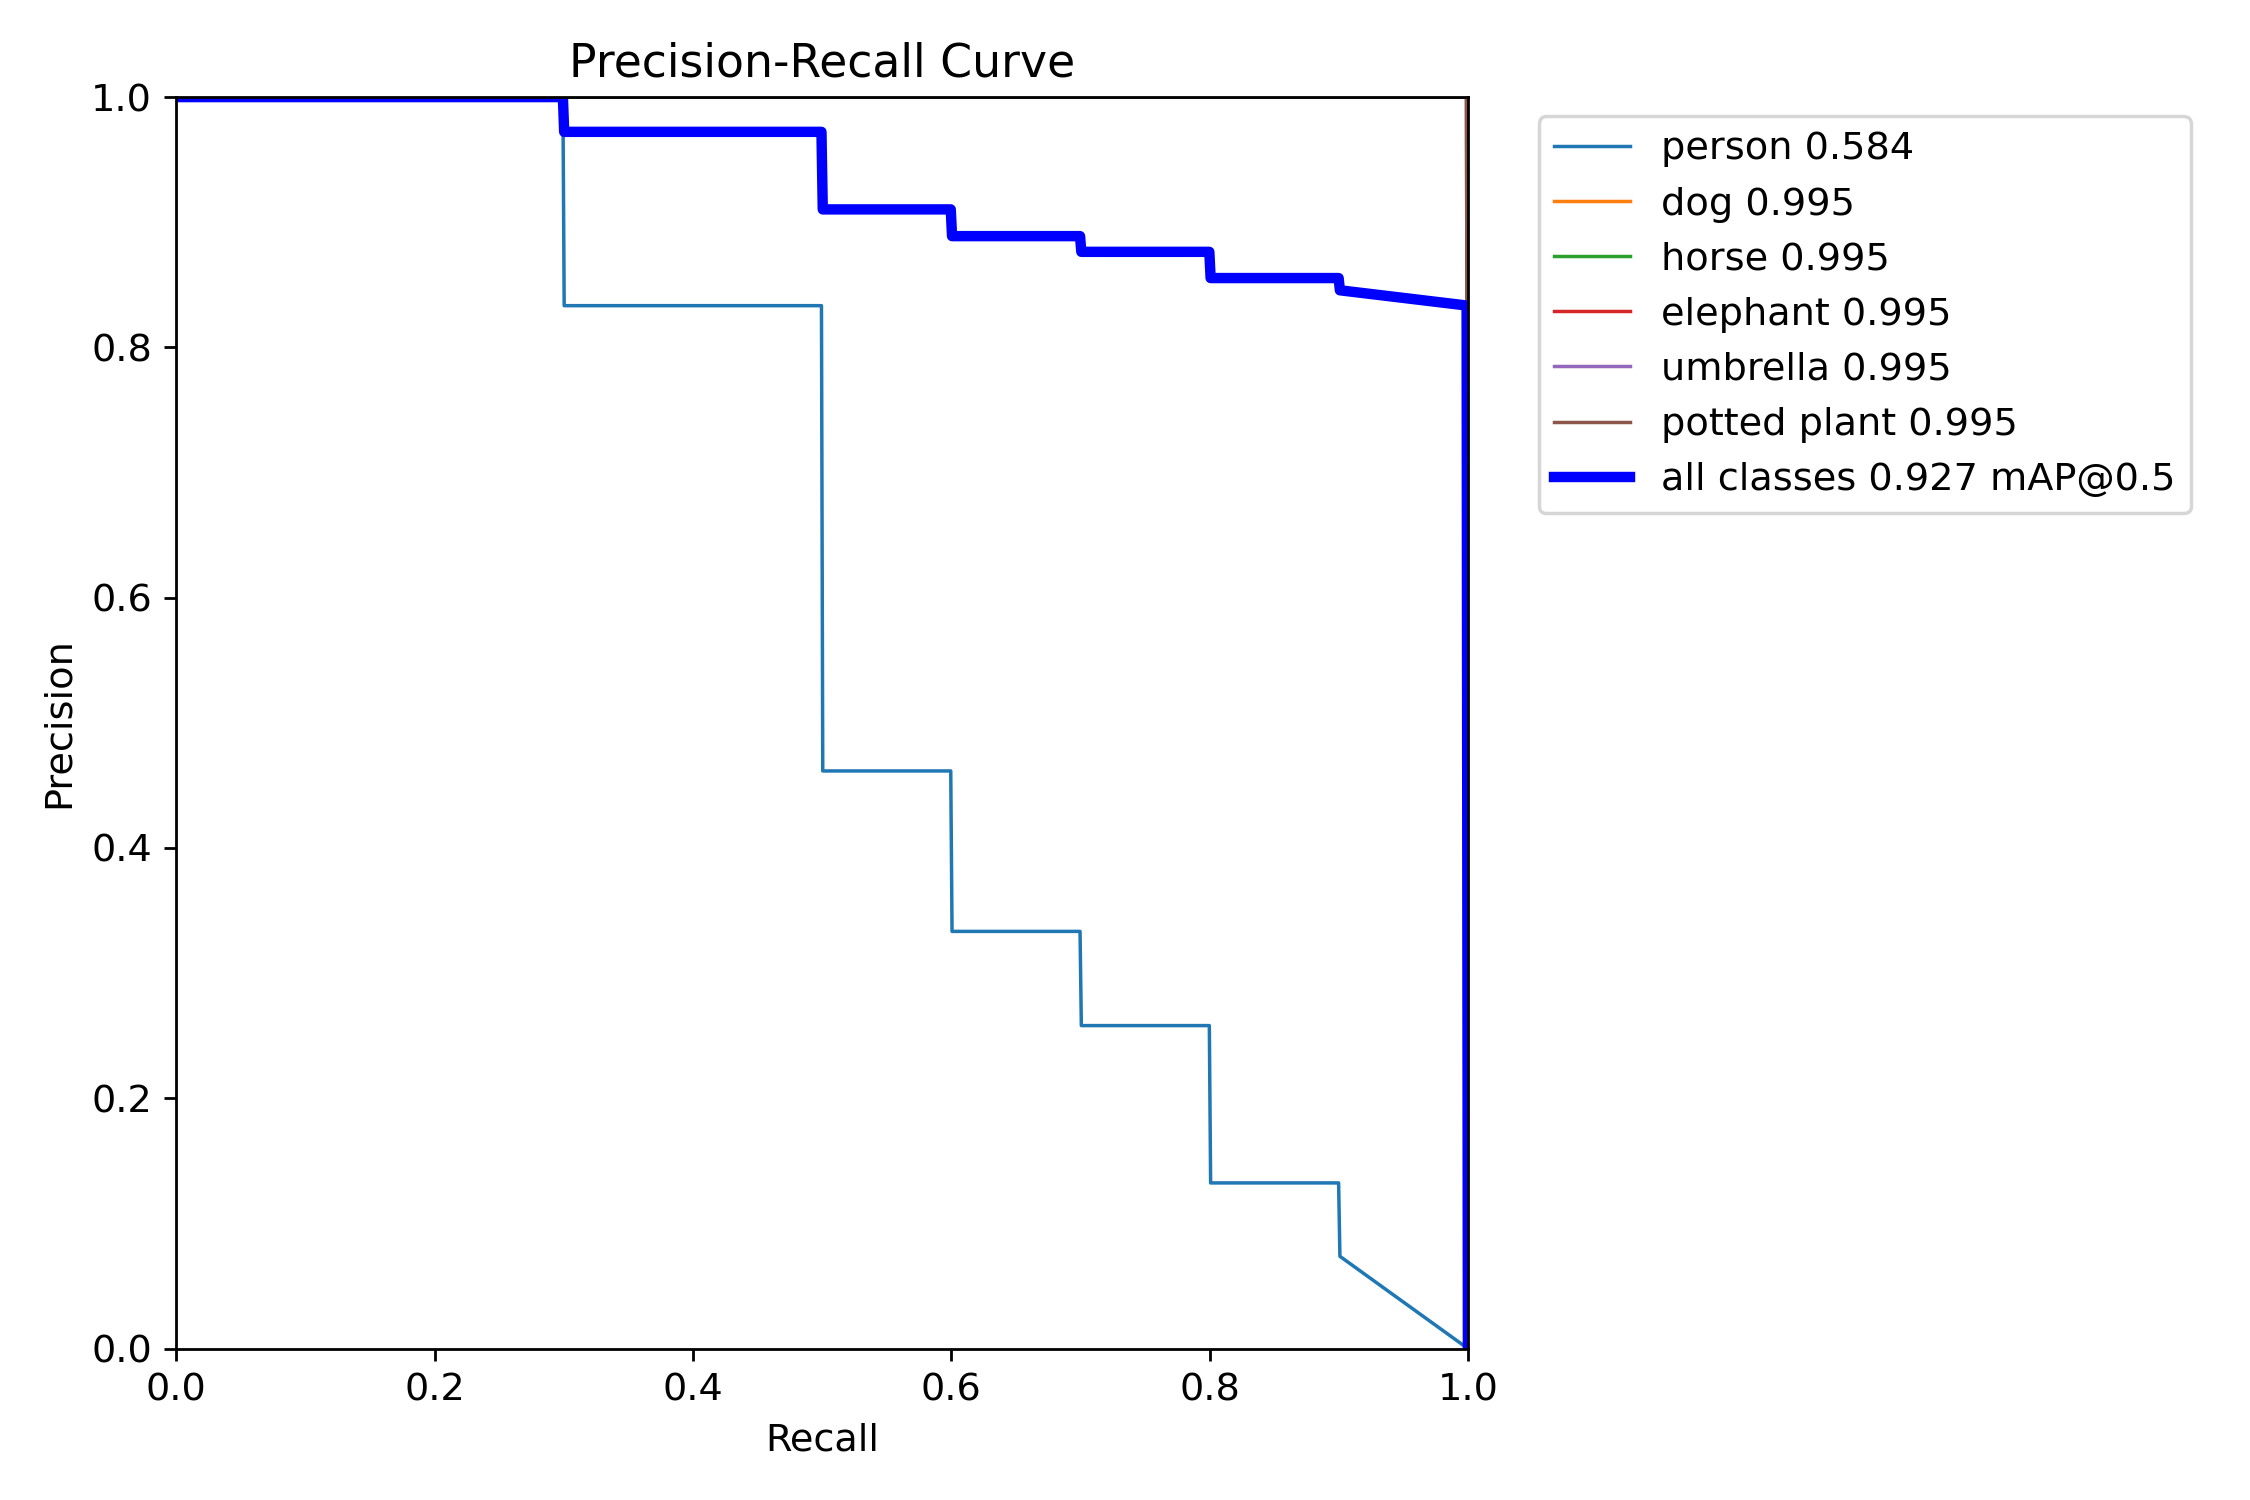 Precision-Recall Curve
1.0
0.8
0.6
0.4
0.2
0.0
Precision
0.0 0.2 0.4 0.6 0.8 1.0
Recall
person 0.584
dog 0.995
horse 0.995
elephant 0.995
umbrella 0.995
potted plant 0.995
all classes 0.927 mAP@0.5